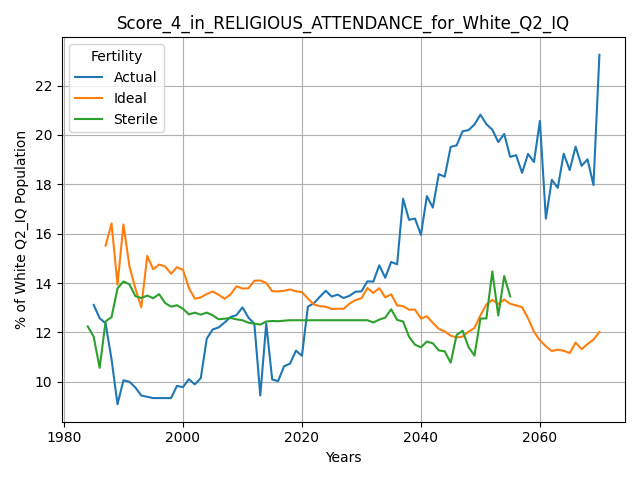 Score_4_in_RELIGIOUS_ATTENDANCE_for_White_Q2_IQ
Fertility
Actual
Ideal
Sterile
% of White Q2_IQ Population
22
20
18
16
14
12
10
1980
2000
2020
2040
2060
Years